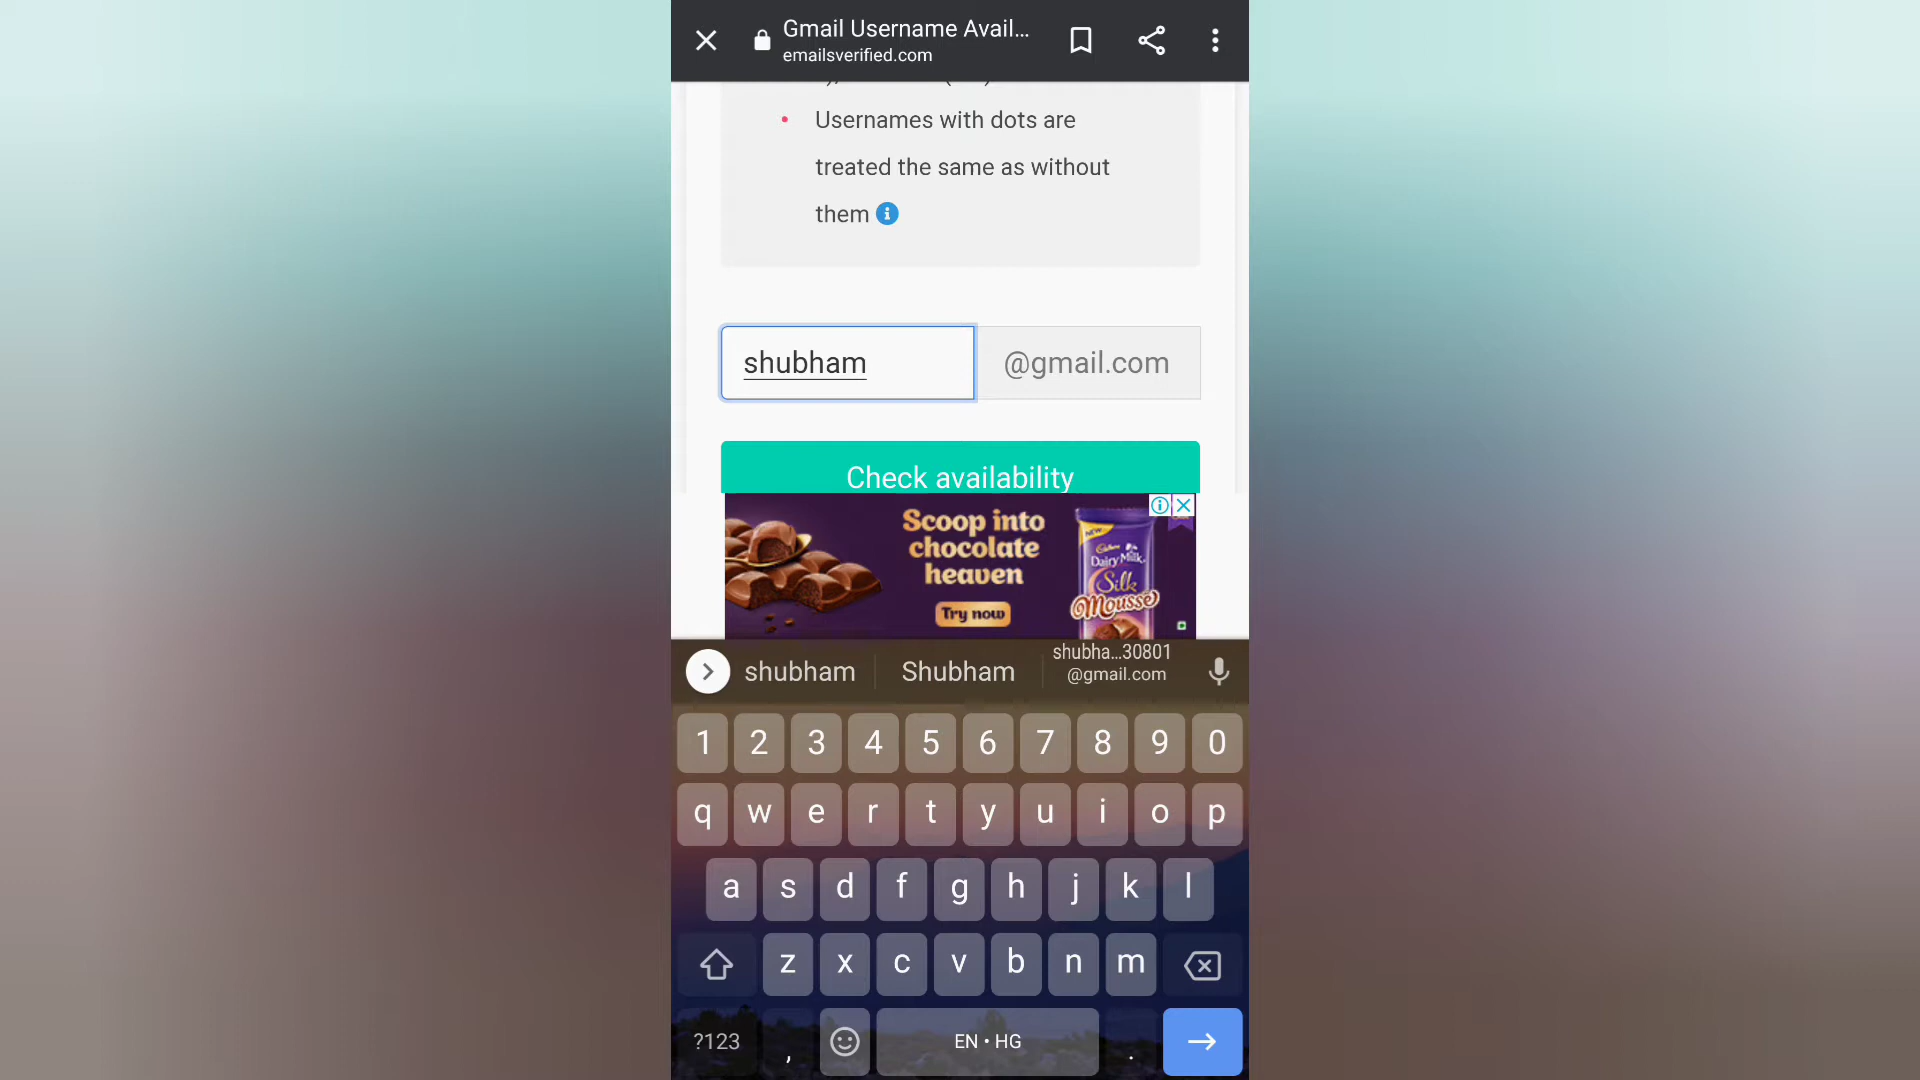 Gmail Username Avail...
emailsverified.com
• Usernames with dots are
treated the same as without
them
shubham @gmail.com
Check availability
Scoop into
chocolate
heaven
Try now
NEW
Cadbury
Dairy Milk
Silk
Mousse
shubham Shubham shubha...30801
@gmail.com
1 2 3 4 5 6 7 8 9 0
q w e r t y u i o p
a s d f g h j k l
z x c v b n m
?123 , EN • HG .